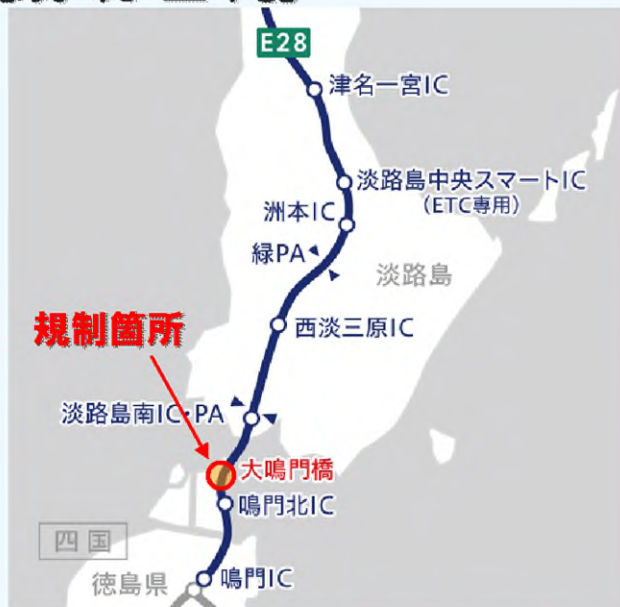 E28
津名一宮IC
淡路島中央スマートIC
(ETC専用)
洲本IC
緑PA
淡路島
規制箇所
西淡三原IC
淡路島南IC・PA
大鳴門橋
鳴門北IC
四国
徳島県
鳴門IC